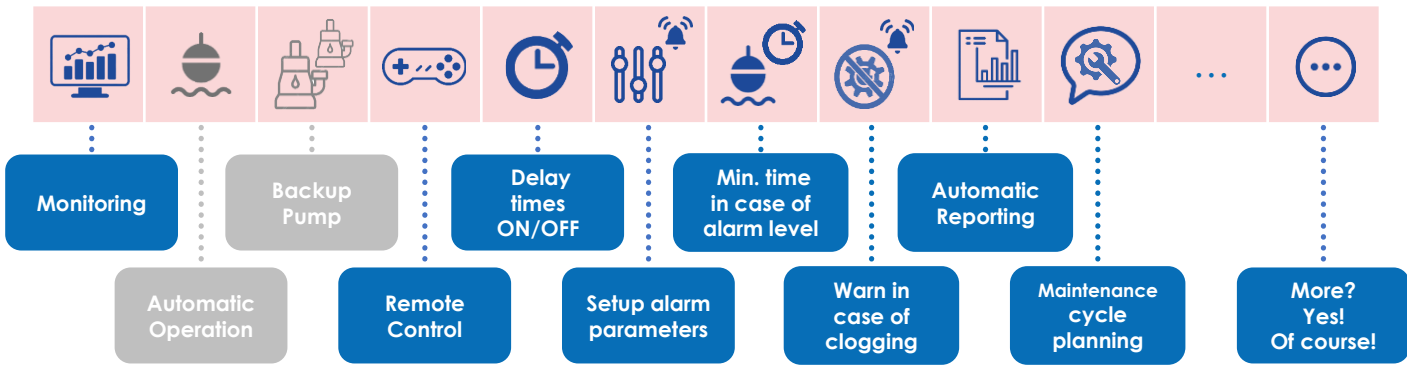 ...
Monitoring
Backup
Pump
Delay
times
ON/OFF
Min. time
in case of
alarm level
Automatic
Reporting
Automatic
Operation
Remote
Control
Setup alarm
parameters
Warn in
case of
clogging
Maintenance
cycle
planning
More?
Yes!
Of course!